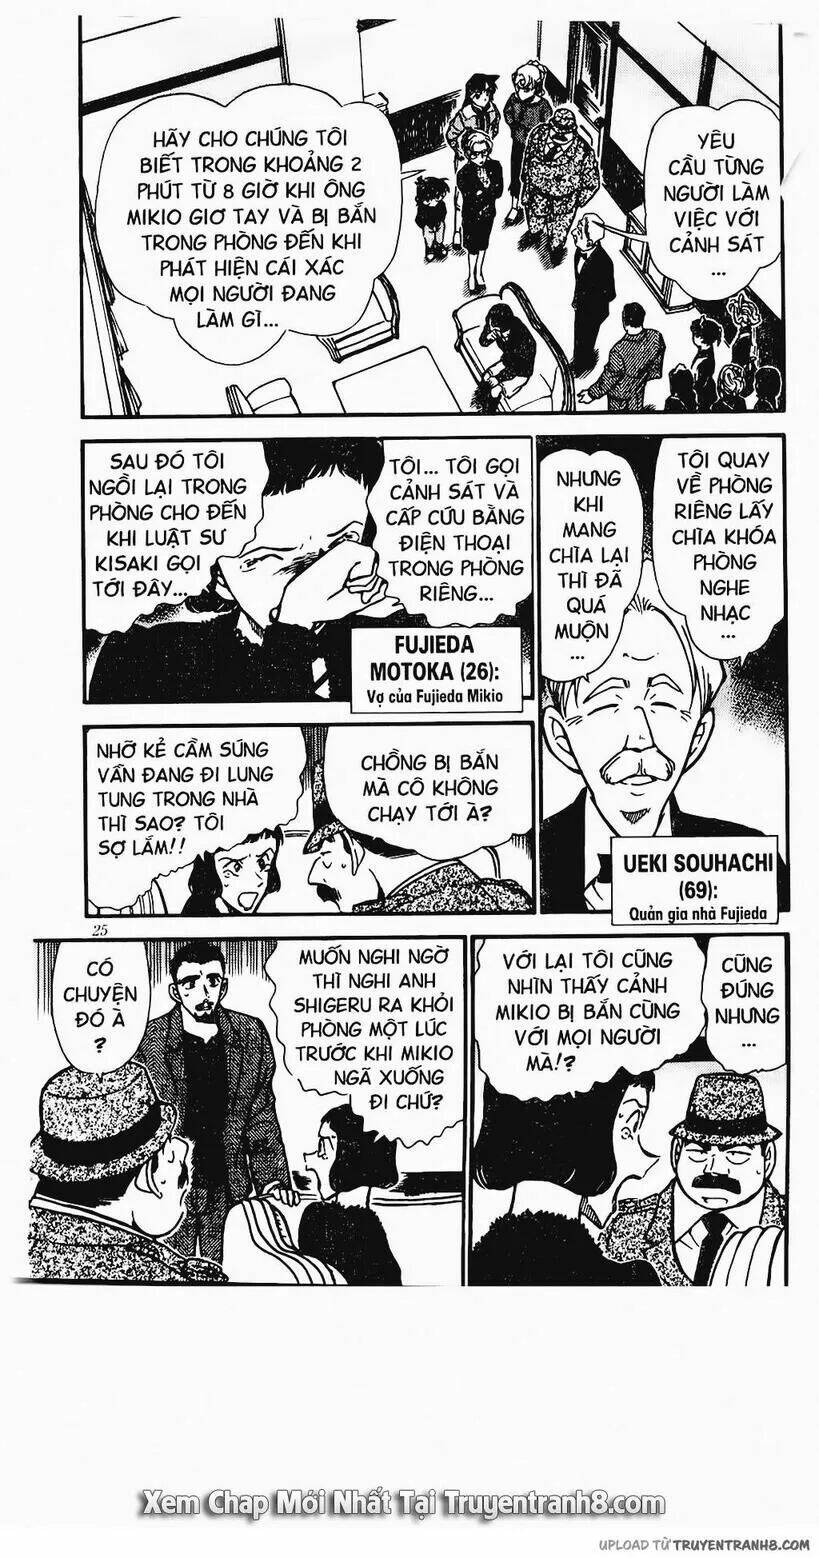 YÊU
CẦU TỪNG
NGƯỜI LÀM
VIỆC VỚI
CẢNH SÁT
...
HÃY CHO CHÚNG TÔI
BIẾT TRONG KHOẢNG 2
PHÚT TỪ 8 GIỜ KHI ÔNG
MIKIO GIƠ TAY VÀ BỊ BẮN
TRONG PHÒNG ĐẾN KHI
PHÁT HIỆN CÁI XÁC
MỌI NGƯỜI ĐANG
LÀM GÌ...
TÔI QUAY
VỀ PHÒNG
RIÊNG LẤY
CHÌA KHÓA
PHÒNG
NGHE
NHẠC
...
NHƯNG
KHI
MANG
CHÌA LẠI
THÌ ĐÃ
QUÁ
MUỘN
...
UEKI SOUHACHI
(69):
Quản gia nhà Fujieda
TÔI... TÔI GỌI
CẢNH SÁT VÀ
CẤP CỨU BẰNG
ĐIỆN THOẠI
TRONG PHÒNG
RIÊNG...
SAU ĐÓ TÔI
NGỒI LẠI TRONG
PHÒNG CHO ĐẾN
KHI LUẬT SƯ
KISAKI GỌI
TỚI ĐÂY...
FUJIEDA
MOTOKA (26):
Vợ của Fujieda Mikio
CHỒNG BỊ BẮN
MÀ CÔ KHÔNG
CHẠY TỚI À?
NHỠ KẺ CẦM SÚNG
VẪN ĐANG ĐI LUNG
TUNG TRONG NHÀ
THÌ SAO? TÔI
SỢ LẮM!!
25
CŨNG
ĐÚNG
NHƯNG
...
VỚI LẠI TÔI CŨNG
NHÌN THẤY CẢNH
MIKIO BỊ BẮN CÙNG
VỚI MỌI NGƯỜI
MÀ!?
MUỐN NGHI NGỜ
THÌ NGHI ANH
SHIGERU RA KHỎI
PHÒNG MỘT LÚC
TRƯỚC KHI MIKIO
NGÃ XUỐNG
ĐI CHỨ?
CÓ
CHUYỆN
ĐÓ À
?
Xem Chap Mới Nhất Tại Truyentranh8.com
UPLOAD TỪ TRUYENTRANH8.COM